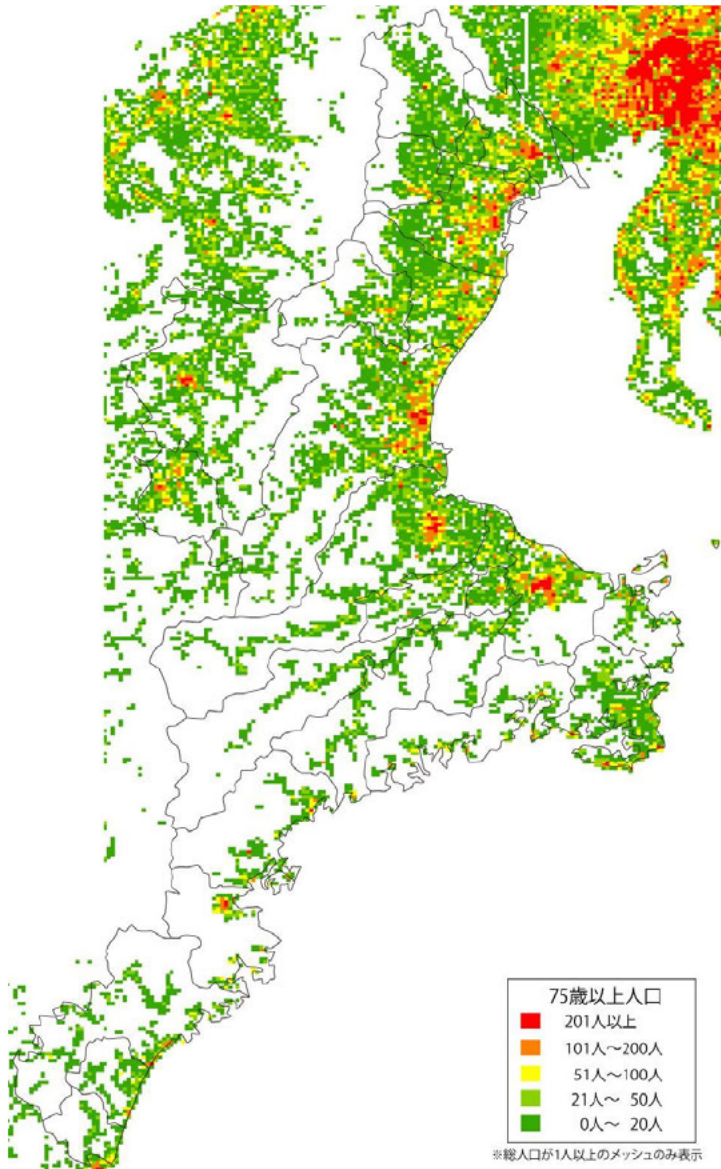 75歳以上人口
201人以上
101人～200人
51人～100人
21人～ 50人
0人～ 20人
※総人口が1人以上のメッシュのみ表示